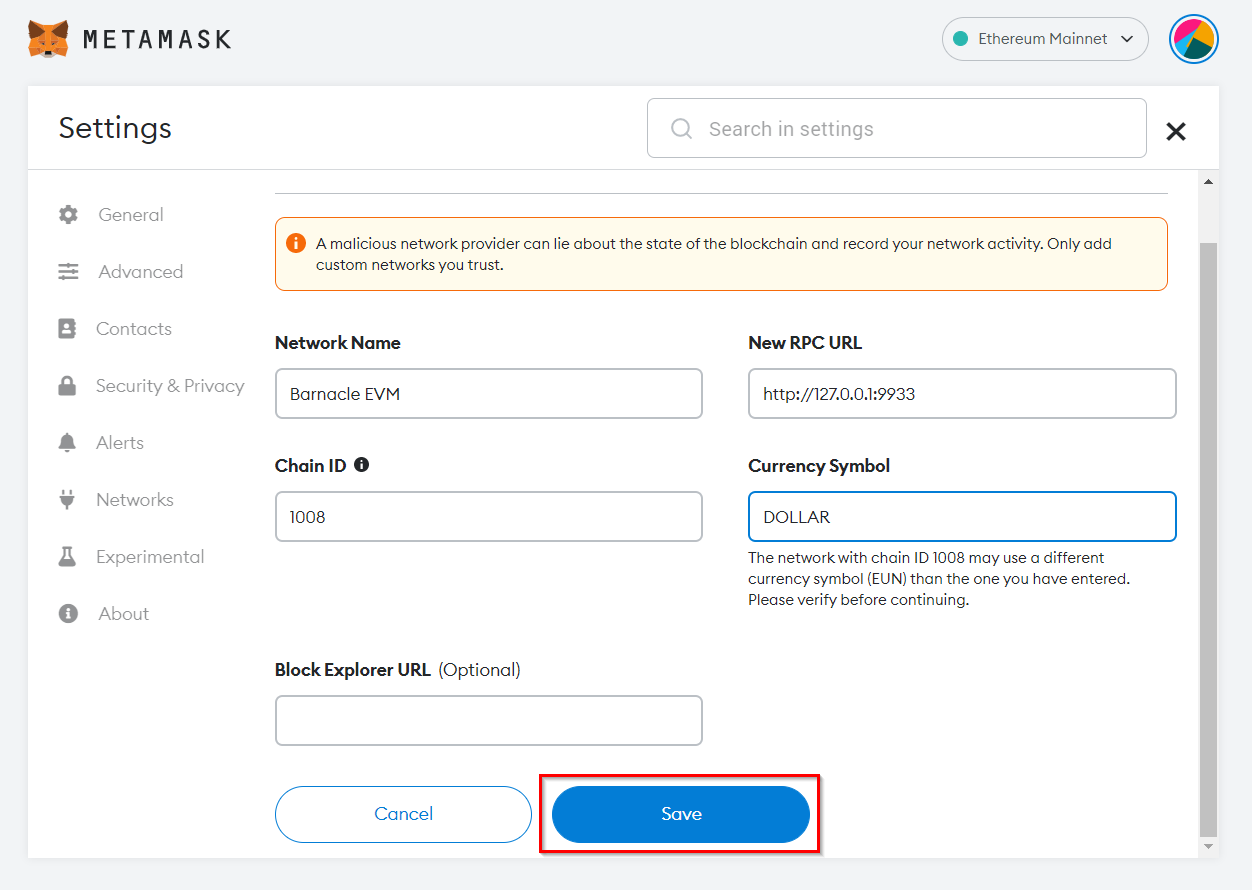 METAMASK
Ethereum Mainnet
Settings
Search in settings
General
Advanced
Contacts
Security & Privacy
Alerts
Networks
Experimental
About
A malicious network provider can lie about the state of the blockchain and record your network activity. Only add
custom networks you trust.
Network Name
Barnacle EVM
New RPC URL
http://127.0.0.1:9933
Chain ID
1008
Currency Symbol
DOLLAR
The network with chain ID 1008 may use a different
currency symbol (EUN) than the one you have entered.
Please verify before continuing.
Block Explorer URL (Optional)
Cancel
Save